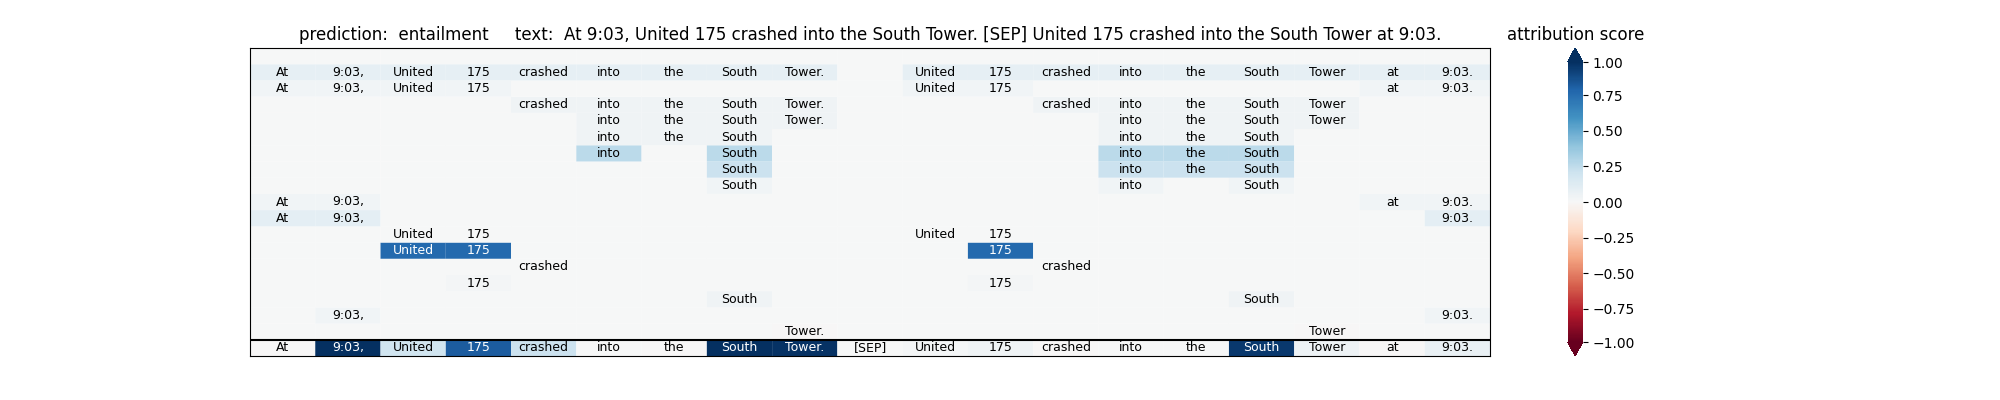 prediction: entailment text: At 9:03, United 175 crashed into the South Tower. [SEP] United 175 crashed into the South Tower at 9:03. attribution score
At 9:03, United 175 crashed into the South Tower. United 175 crashed into the South Tower at 9:03.
At 9:03, United 175 United 175 at 9:03.
crashed into the South Tower. crashed into the South Tower
into the South Tower. into the South Tower
into the South into the South
into South into the South
South into the South
South into South
At 9:03, at 9:03.
At 9:03, 9:03.
United 175 United 175
United 175 175
crashed crashed
175 175
South South
9:03, 9:03.
Tower. Tower
At 9:03, United 175 crashed into the South Tower. [SEP] United 175 crashed into the South Tower at 9:03.
1.00
0.75
0.50
0.25
0.00
−0.25
−0.50
−0.75
−1.00